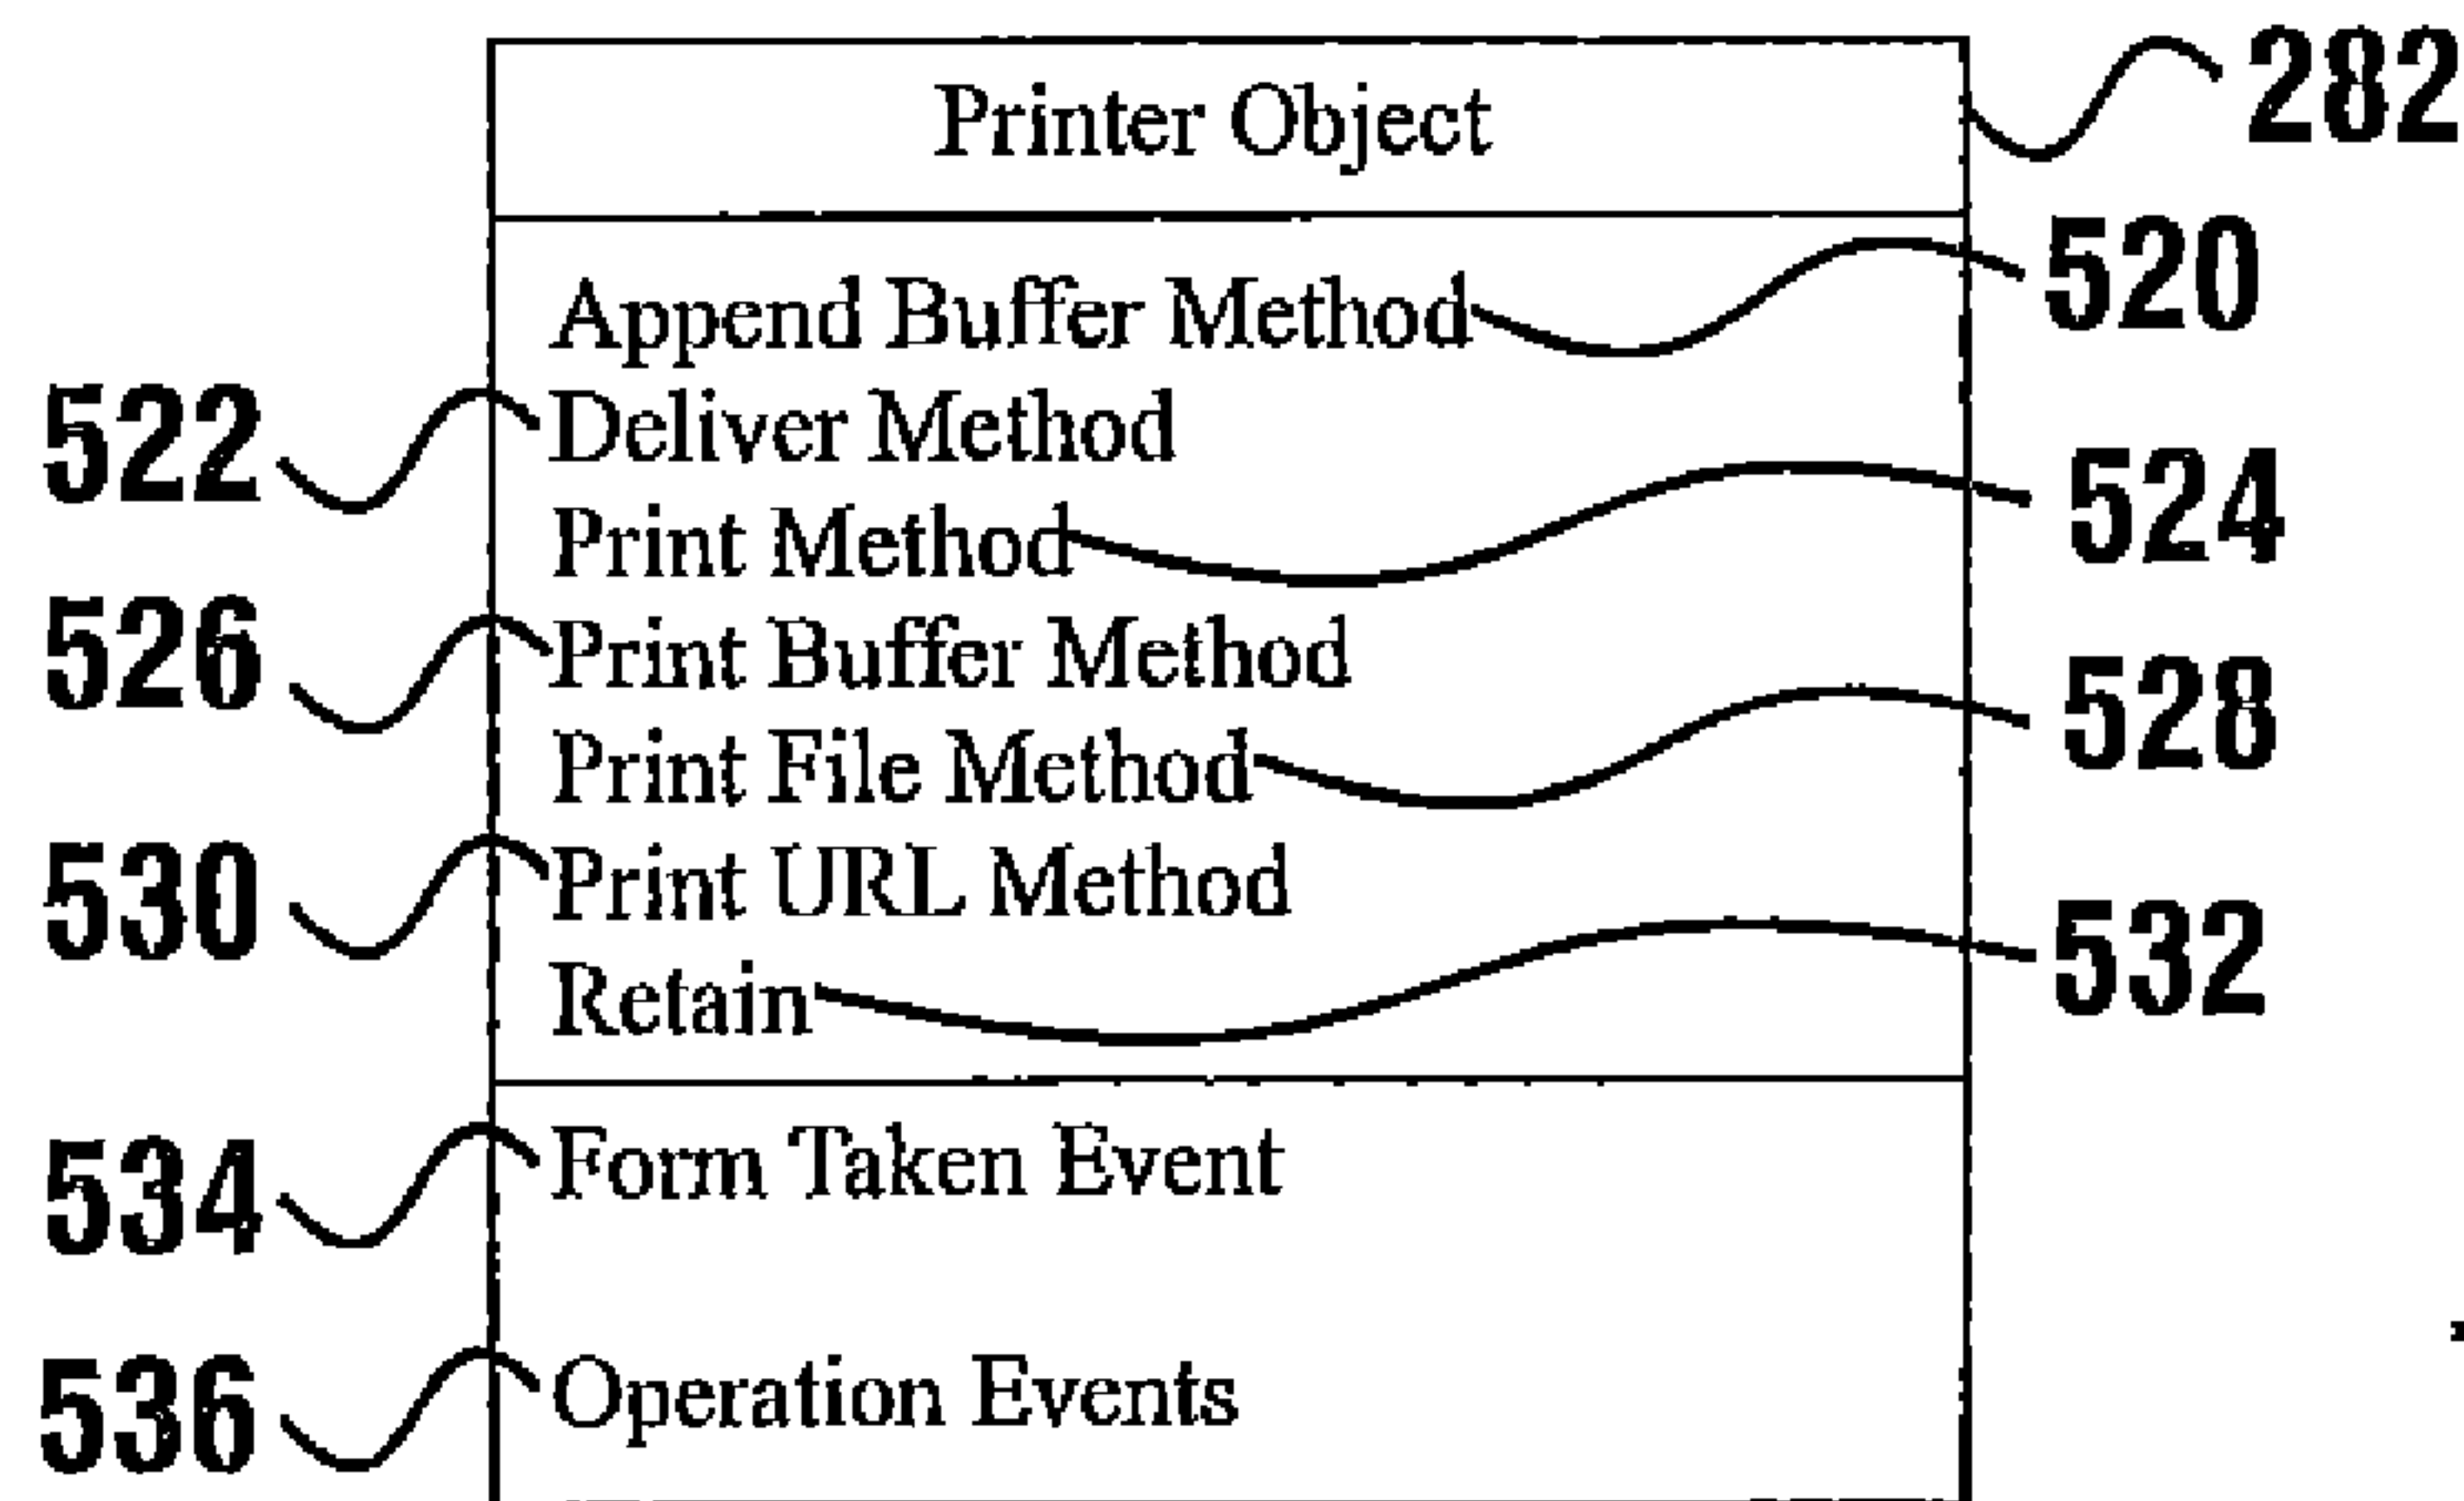 Printer Object 282
Append Buffer Method 520
522 Deliver Method
Print Method 524
526 Print Buffer Method
Print File Method 528
530 Print URL Method
Retain 532
534 Form Taken Event
536 Operation Events